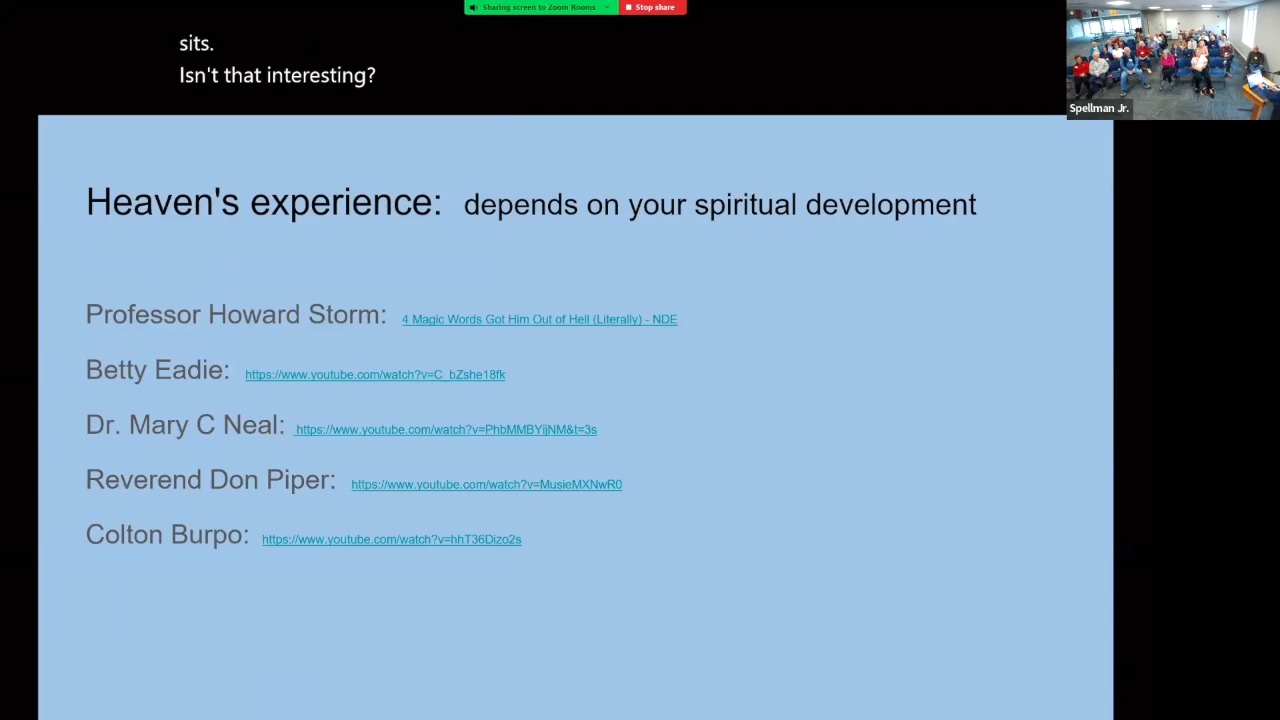 Sharing screen to Zoom Rooms
Stop share
sits.
Isn't that interesting?
Spellman Jr.
Heaven's experience: depends on your spiritual development
Professor Howard Storm: 4 Magic Words Got Him Out of Hell (Literally) - NDE
Betty Eadie: https://www.youtube.com/watch?v=C_bZshe18fk
Dr. Mary C Neal: https://www.youtube.com/watch?v=PhbMMBYijNM&t=3s
Reverend Don Piper: https://www.youtube.com/watch?v=MusieMXNwR0
Colton Burpo: https://www.youtube.com/watch?v=hhT36Dizo2s